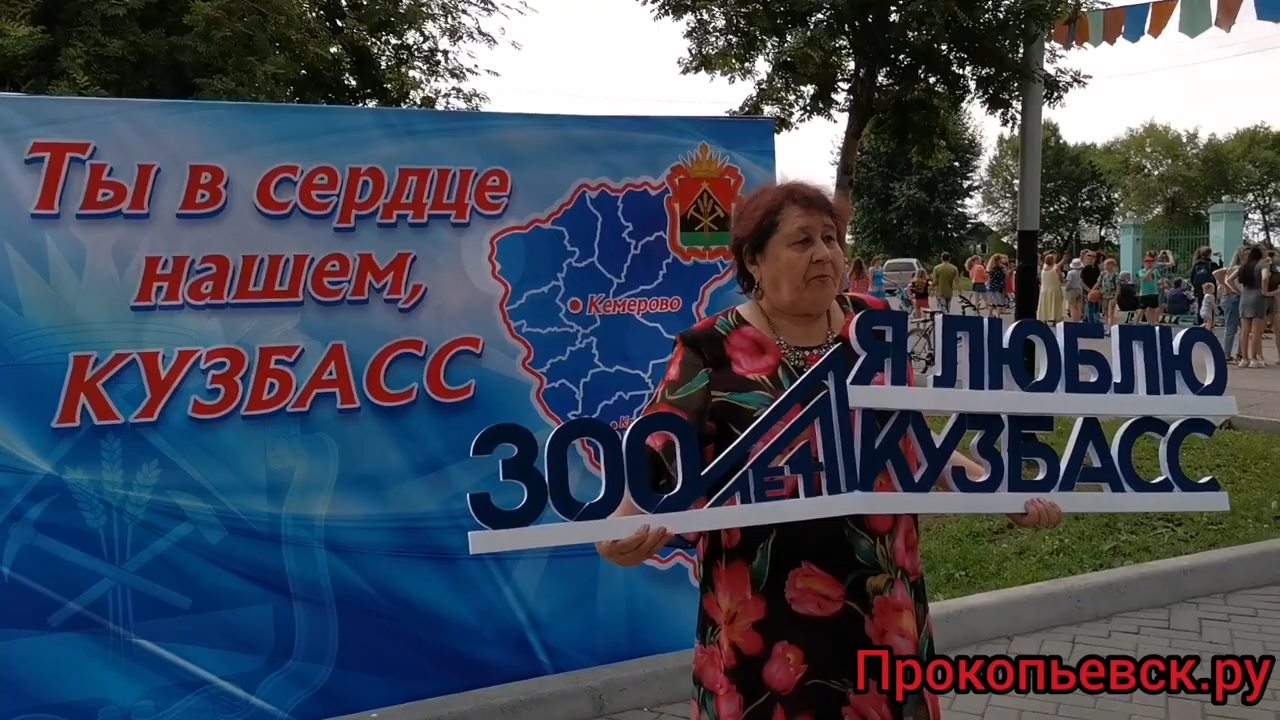 Ты в сердце
нашем,
КУЗБАСС
Кемерово
Я ЛЮБЛЮ
300 ЛЕТ КУЗБАСС
Прокопьевск.ру